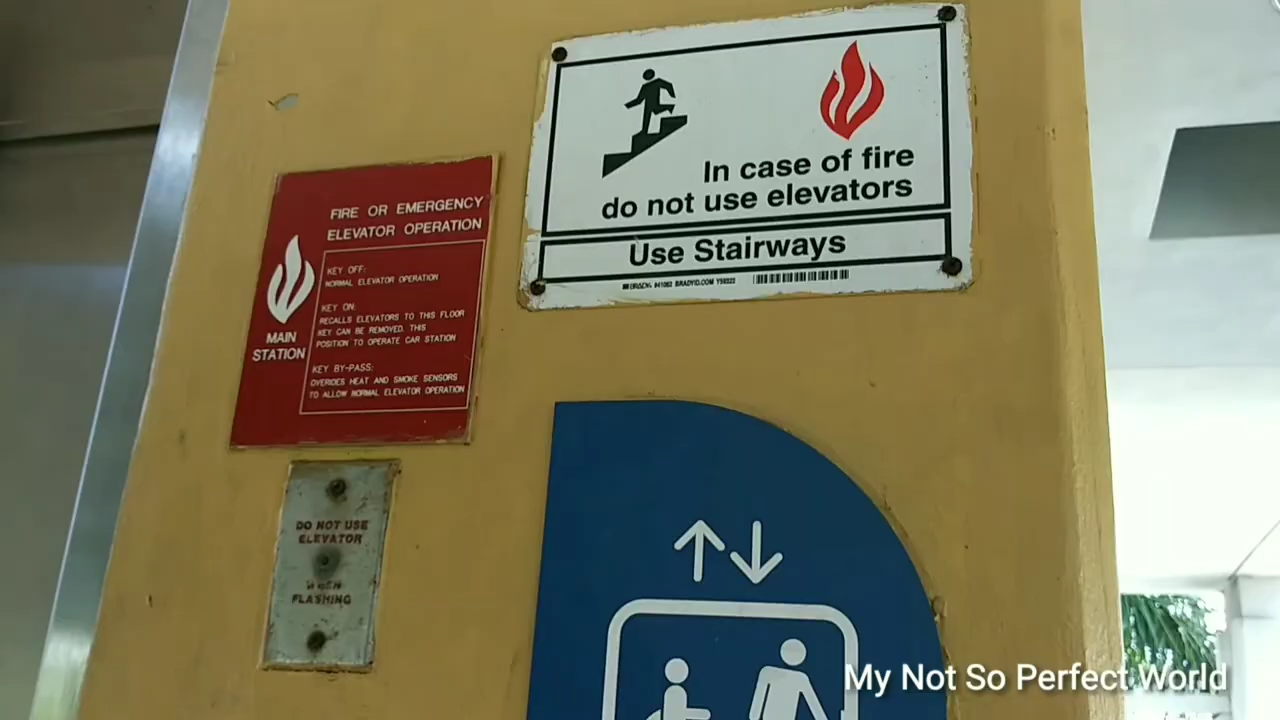 In case of fire
do not use elevators
Use Stairways
BRADYID.COM
FIRE OR EMERGENCY
ELEVATOR OPERATION
KEY OFF:
NORMAL ELEVATOR OPERATION
KEY ON:
RECALLS ELEVATORS TO THIS FLOOR
KEY CAN BE REMOVED. THIS
POSITION TO OPERATE CAR STATION
KEY BY-PASS:
OVERIDES HEAT AND SMOKE SENSORS
TO ALLOW NORMAL ELEVATOR OPERATION
MAIN
STATION
DO NOT USE
ELEVATOR
WHEN
FLASHING
My Not So Perfect World